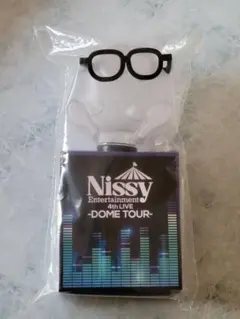 Nissy
Entertainment
4th LIVE
-DOME TOUR-